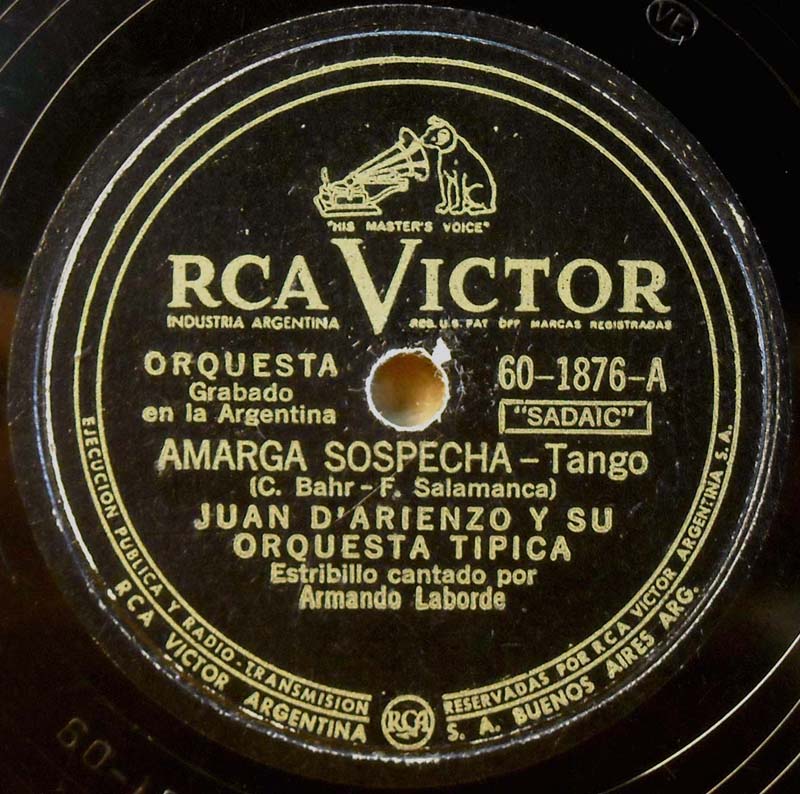 VE
"HIS MASTER'S VOICE"
RCA VICTOR
INDUSTRIA ARGENTINA
REG. U.S. PAT OFF MARCAS REGISTRADAS
ORQUESTA
Grabado
en la Argentina
60-1876-A
"SADAIC"
AMARGA SOSPECHA - Tango
(C. Bahr - F. Salamanca)
JUAN D'ARIENZO Y SU
ORQUESTA TIPICA
Estribillo cantado por
Armando Laborde
EJECUCION PUBLICA Y RADIO-TRANSMISION RESERVADAS POR RCA VICTOR ARGENTINA S.A.
RCA VICTOR ARGENTINA S. A. BUENOS AIRES ARG.
RCA